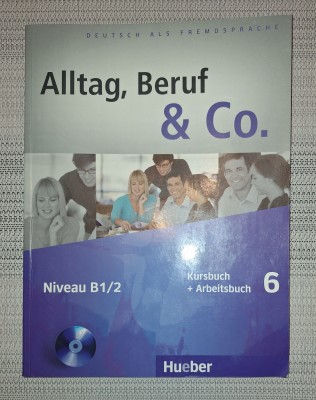 DEUTSCH ALS FREMDSPRACHE
Alltag, Beruf
& Co.
Niveau B1/2
Kursbuch
+ Arbeitsbuch 6
Hueber